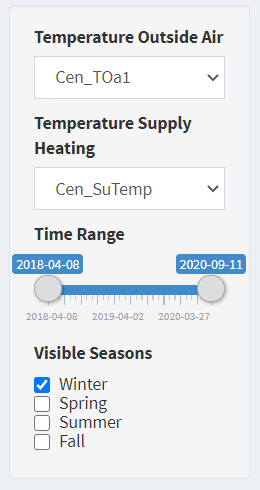 Temperature Outside Air
Cen_TOa1
Temperature Supply
Heating
Cen_SuTemp
Time Range
2018-04-08 2020-09-11
2018-04-08 2019-04-02 2020-03-27
Visible Seasons
Winter
Spring
Summer
Fall